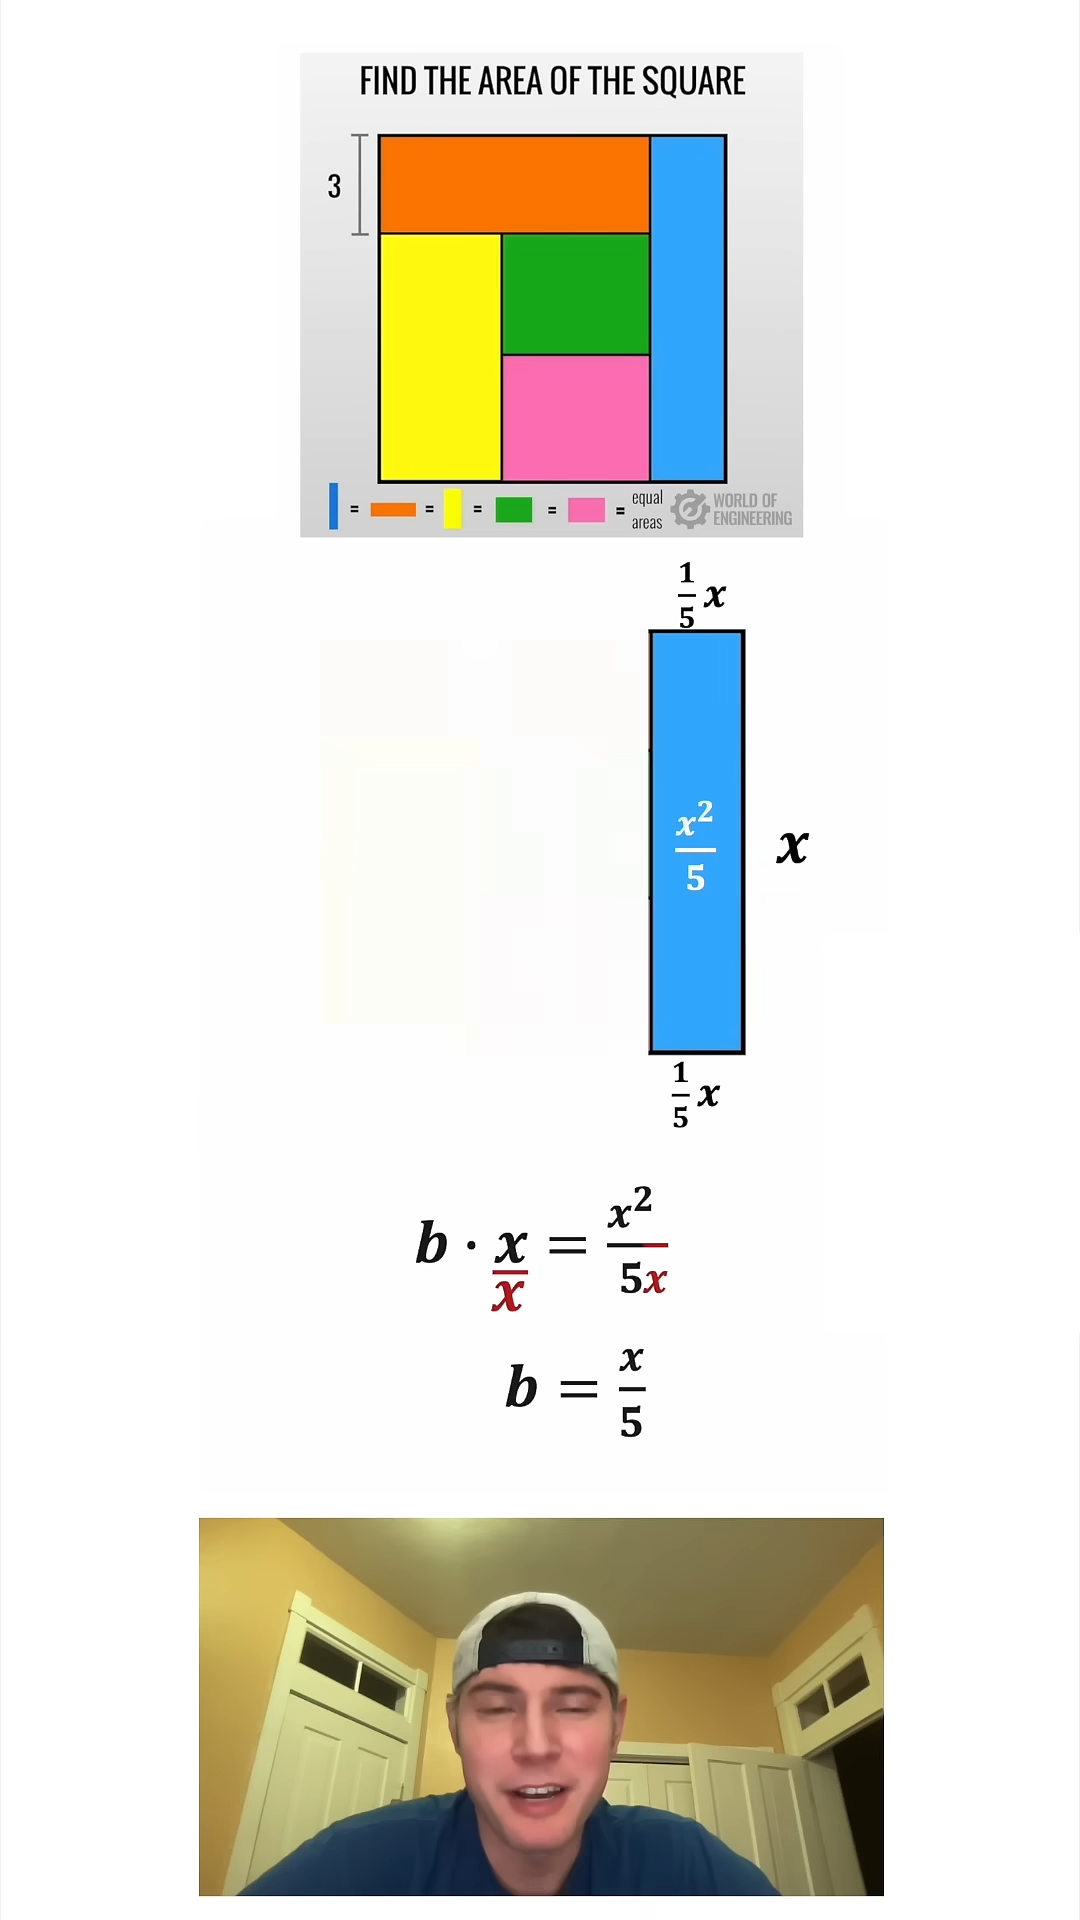 FIND THE AREA OF THE SQUARE
3
= = = = = equal areas
WORLD OF
ENGINEERING
1/5 x
x²/5
x
1/5 x
b · x/x = x²/5x
b = x/5